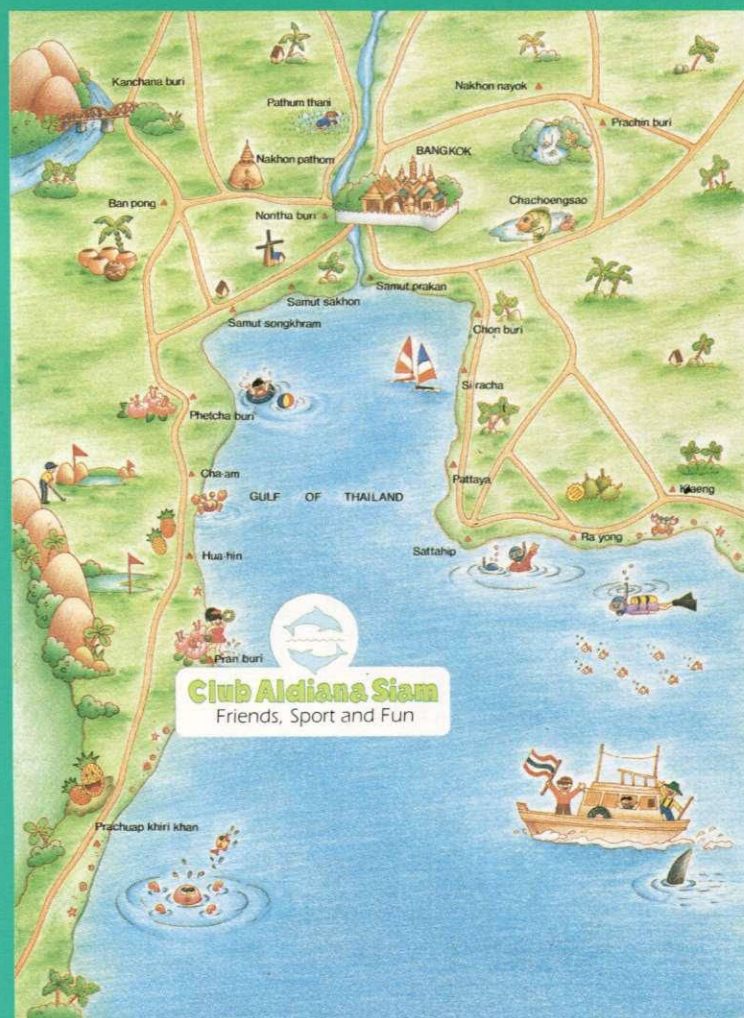 Kanchana buri
Nakhon nayok
Pathum thani
Prachin buri
BANGKOK
Nakhon pathom
Ban pong
Chachoengsao
Nontha buri
Samut prakan
Samut sakhon
Samut songkhram
Chon buri
Si racha
Phetcha buri
Cha-am
Pattaya
GULF OF THAILAND
Klaeng
Hua-hin
Sattahip
Ra yong
Pran buri
Club Aldiana Siam
Friends, Sport and Fun
Prachuap khiri khan